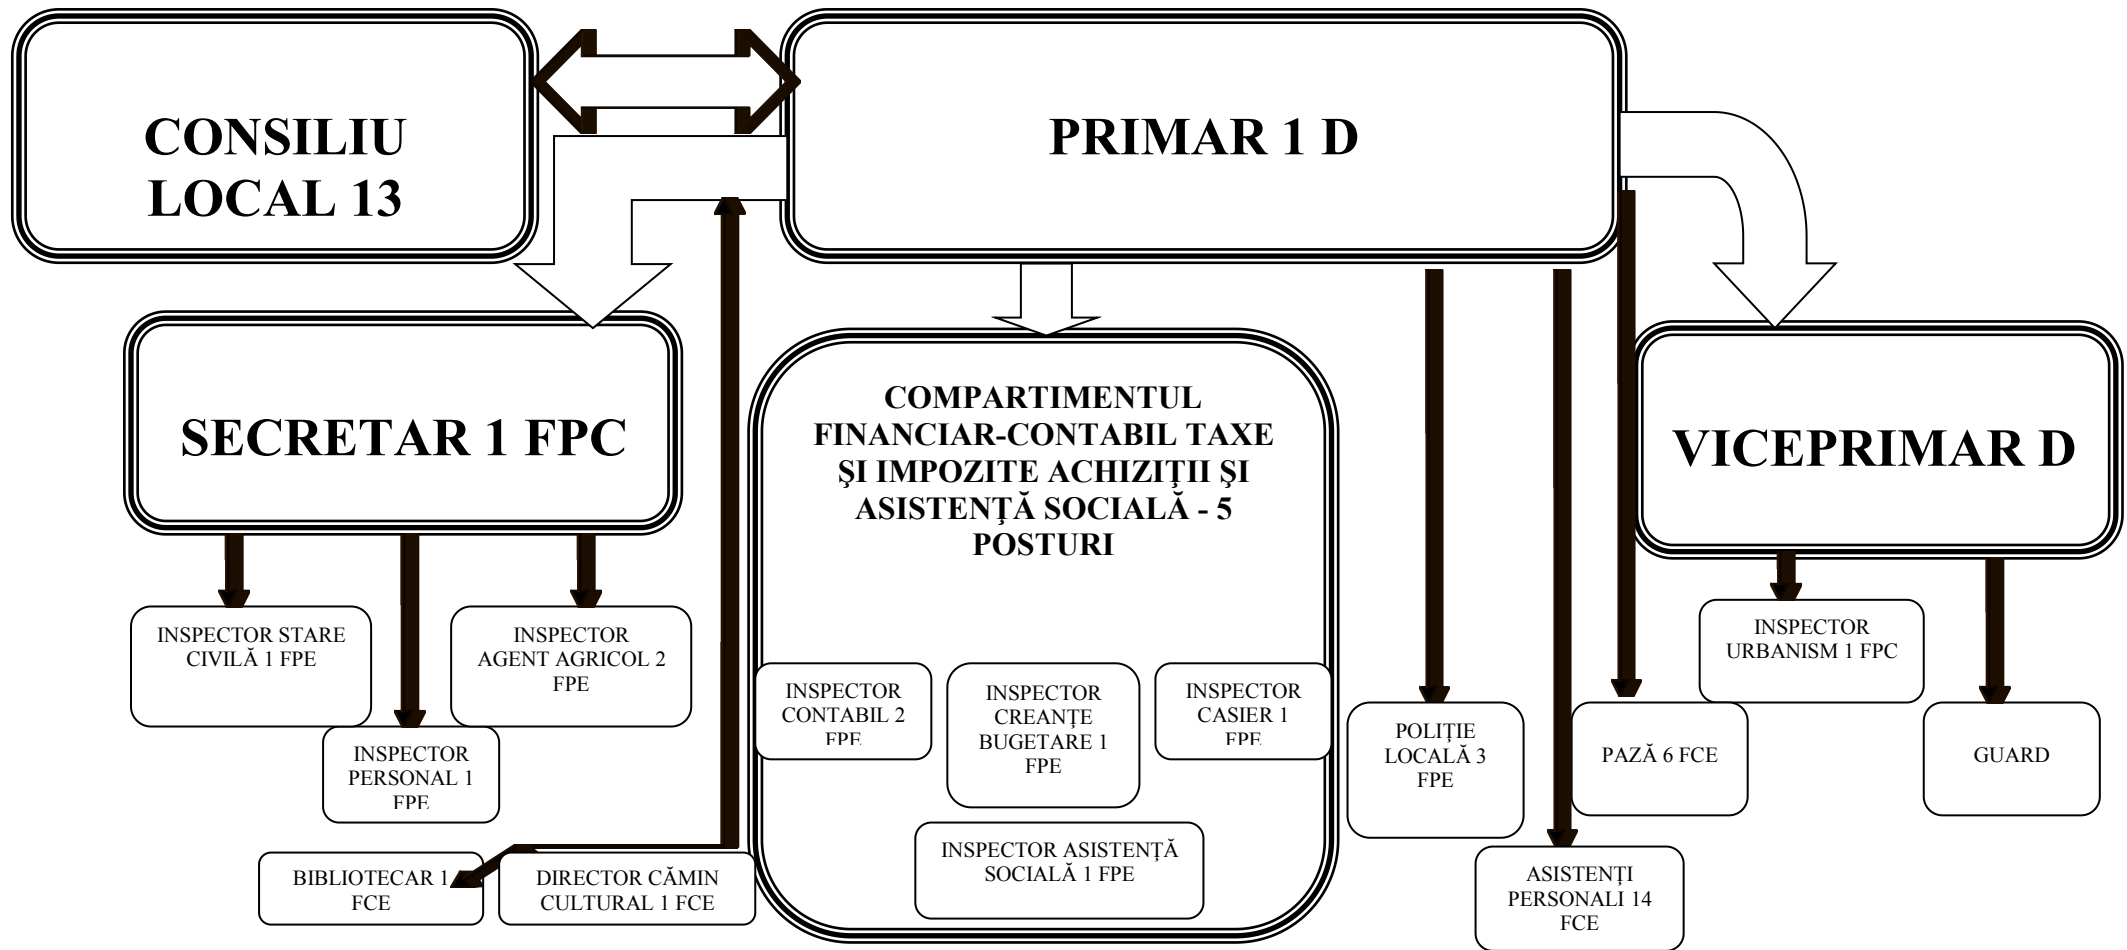 CONSILIU
LOCAL 13
PRIMAR 1 D
SECRETAR 1 FPC
COMPARTIMENTUL
FINANCIAR-CONTABIL TAXE
ŞI IMPOZITE ACHIZIŢII ŞI
ASISTENŢĂ SOCIALĂ - 5
POSTURI
VICEPRIMAR D
INSPECTOR STARE
CIVILĂ 1 FPE
INSPECTOR
AGENT AGRICOL 2
FPE
INSPECTOR
PERSONAL 1
FPE
INSPECTOR
CONTABIL 2
FPE
INSPECTOR
CREANŢE
BUGETARE 1
FPE
INSPECTOR
CASIER 1
FPE
INSPECTOR ASISTENŢĂ
SOCIALĂ 1 FPE
POLIŢIE
LOCALĂ 3
FPE
PAZĂ 6 FCE
INSPECTOR
URBANISM 1 FPC
GUARD
BIBLIOTECAR 1
FCE
DIRECTOR CĂMIN
CULTURAL 1 FCE
ASISTENŢI
PERSONALI 14
FCE